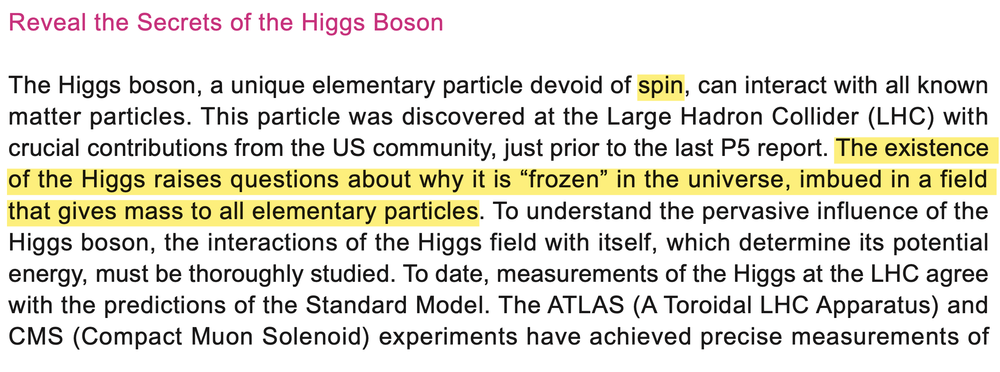 Reveal the Secrets of the Higgs Boson
The Higgs boson, a unique elementary particle devoid of spin, can interact with all known
matter particles. This particle was discovered at the Large Hadron Collider (LHC) with
crucial contributions from the US community, just prior to the last P5 report. The existence
of the Higgs raises questions about why it is “frozen” in the universe, imbued in a field
that gives mass to all elementary particles. To understand the pervasive influence of the
Higgs boson, the interactions of the Higgs field with itself, which determine its potential
energy, must be thoroughly studied. To date, measurements of the Higgs at the LHC agree
with the predictions of the Standard Model. The ATLAS (A Toroidal LHC Apparatus) and
CMS (Compact Muon Solenoid) experiments have achieved precise measurements of